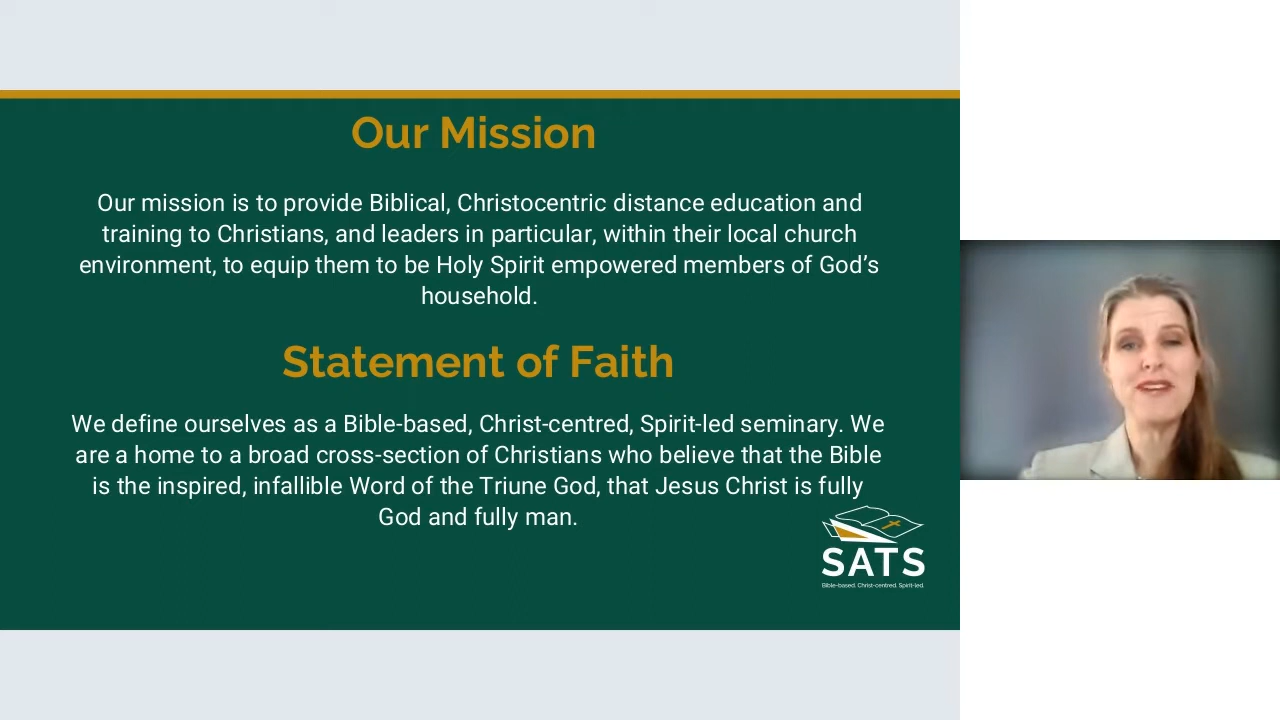 Our Mission
Our mission is to provide Biblical, Christocentric distance education and
training to Christians, and leaders in particular, within their local church
environment, to equip them to be Holy Spirit empowered members of God’s
household.
Statement of Faith
We define ourselves as a Bible-based, Christ-centred, Spirit-led seminary. We
are a home to a broad cross-section of Christians who believe that the Bible
is the inspired, infallible Word of the Triune God, that Jesus Christ is fully
God and fully man.
SATS
Bible-based. Christ-centred. Spirit-led.